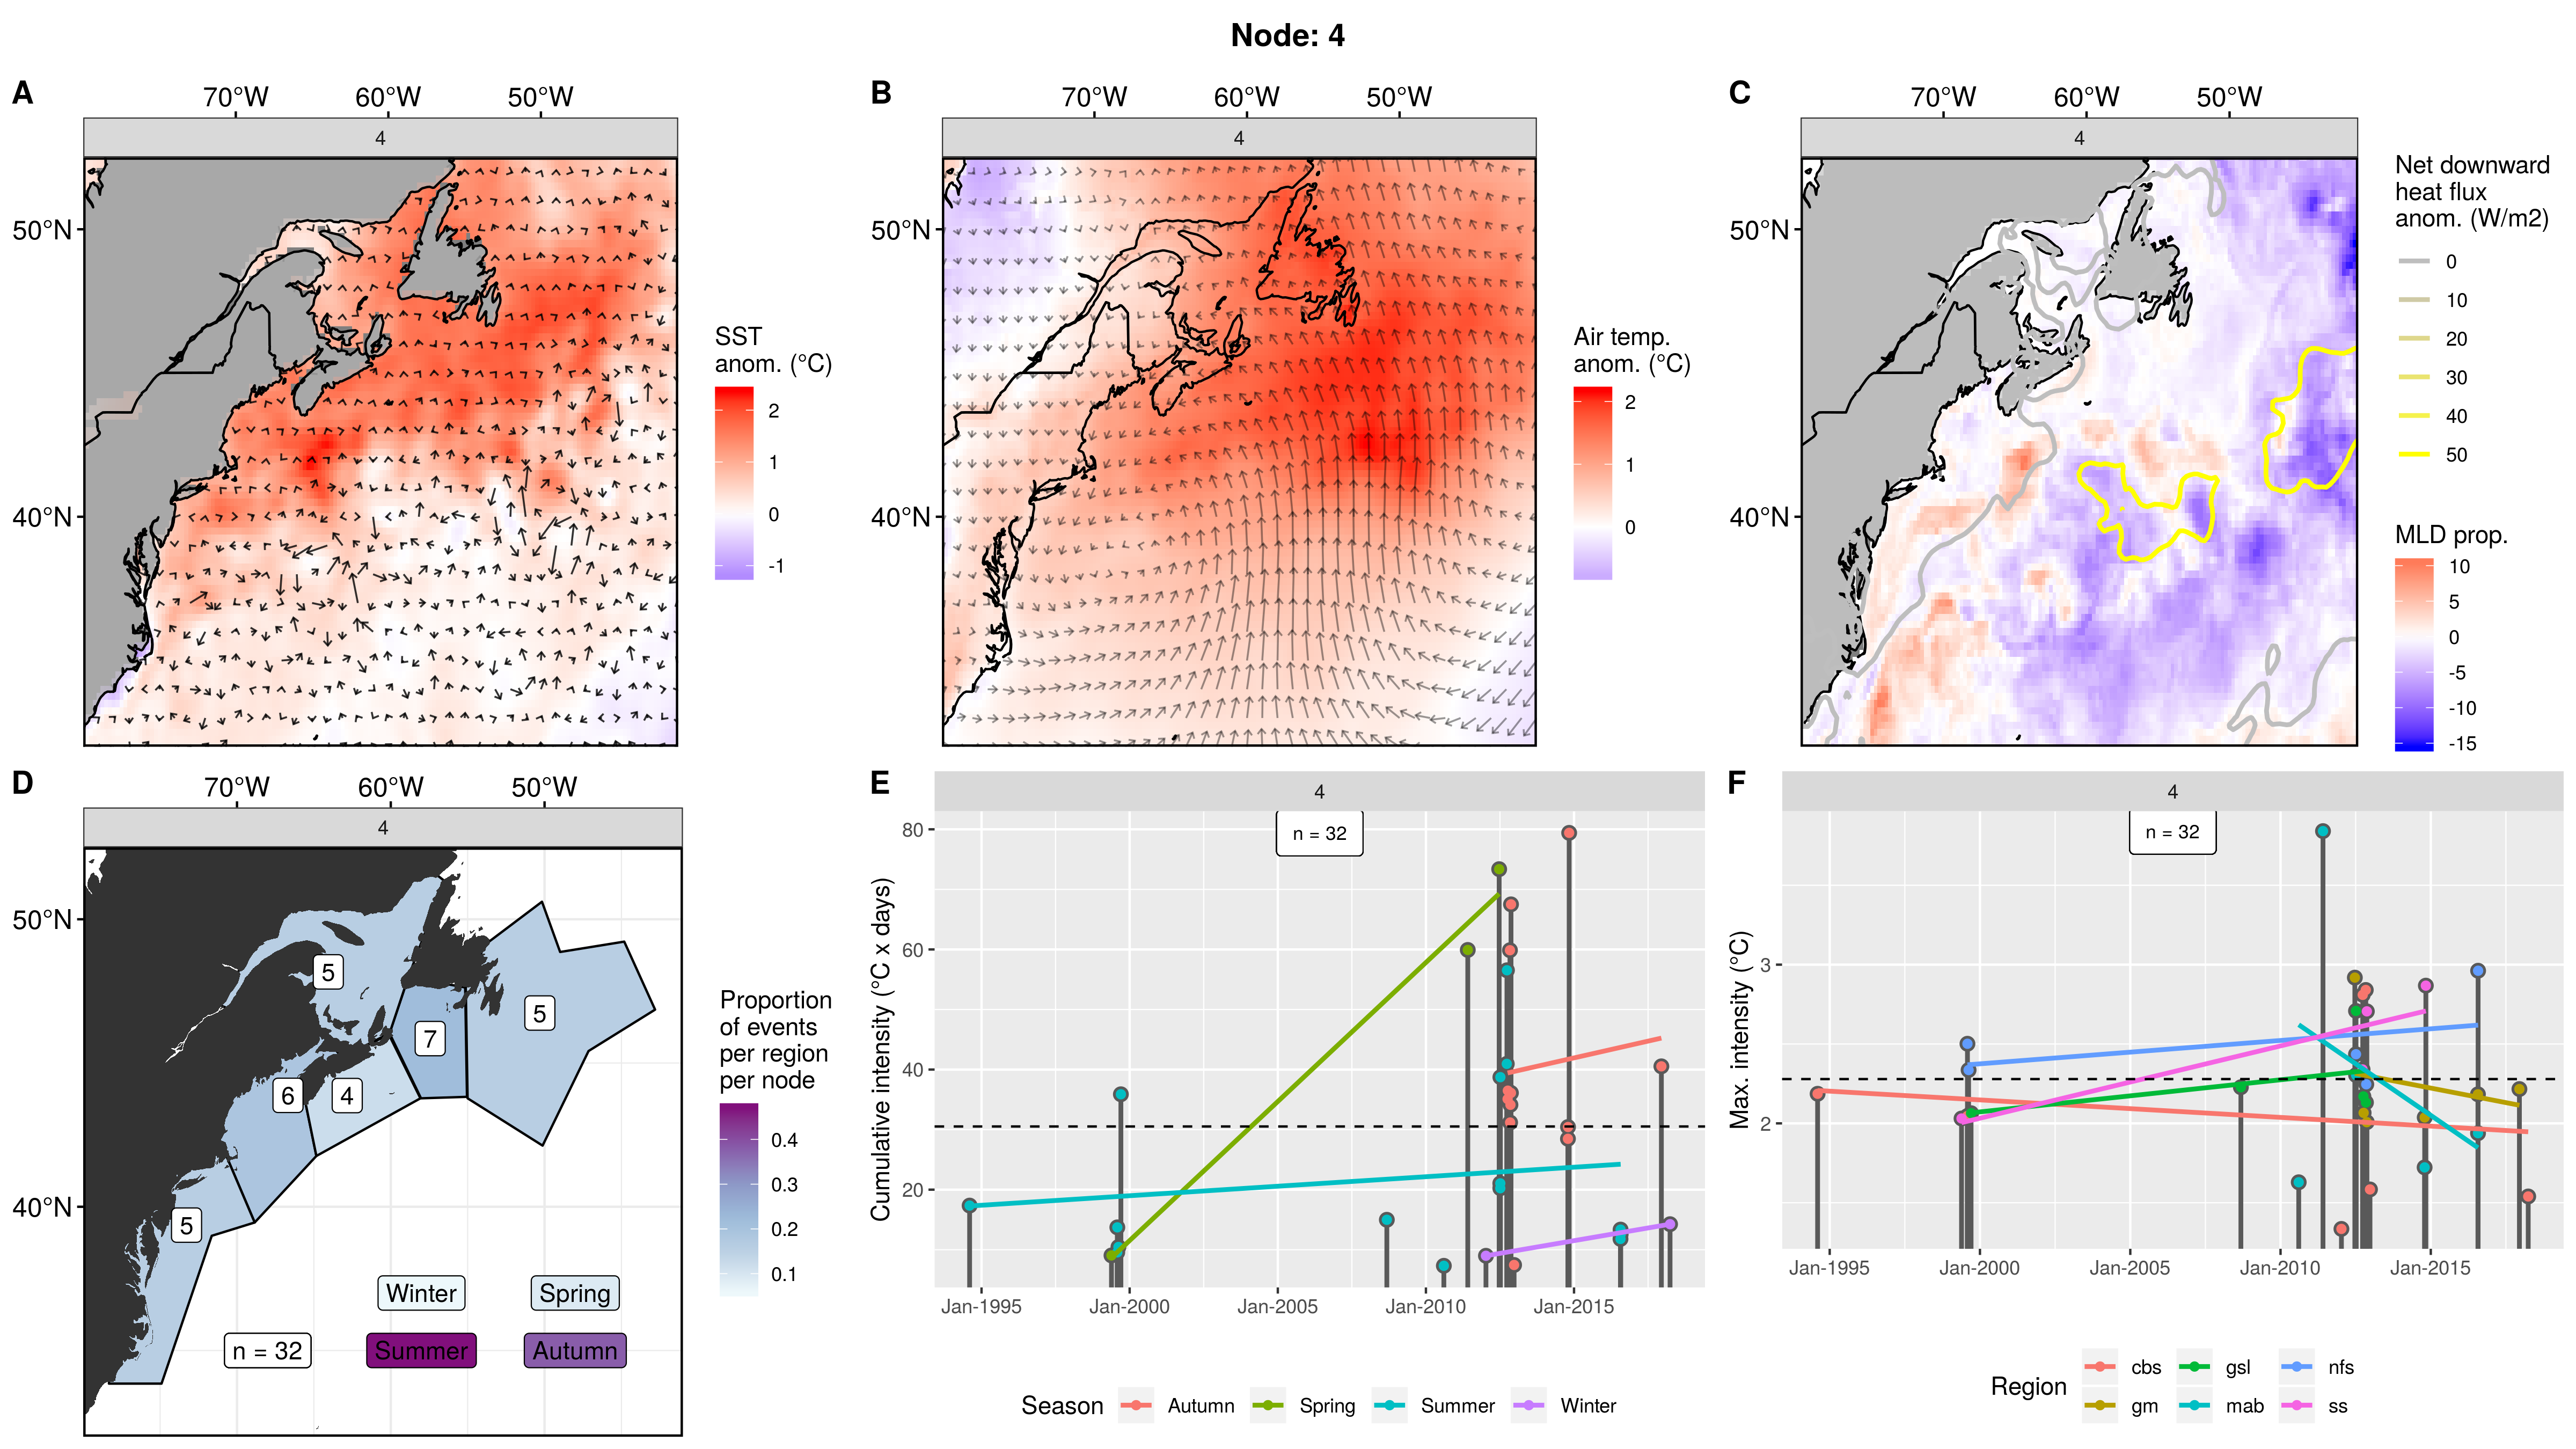 Node: 4
A
70°W 60°W 50°W
4
50°N
40°N
SST
anom. (°C)
2
1
0
-1
B
70°W 60°W 50°W
4
50°N
40°N
Air temp.
anom. (°C)
2
1
0
C
70°W 60°W 50°W
4
50°N
40°N
Net downward
heat flux
anom. (W/m2)
0
10
20
30
40
50
MLD prop.
10
5
0
-5
-10
-15
D
70°W 60°W 50°W
4
50°N
40°N
5
5
7
6
4
5
Winter
Spring
n = 32
Summer
Autumn
Proportion
of events
per region
per node
0.4
0.3
0.2
0.1
E
4
n = 32
Cumulative intensity (°C x days)
80
60
40
20
Jan-1995 Jan-2000 Jan-2005 Jan-2010 Jan-2015
Season Autumn Spring Summer Winter
F
4
n = 32
Max. intensity (°C)
3
2
Jan-1995 Jan-2000 Jan-2005 Jan-2010 Jan-2015
Region
cbs gsl nfs
gm mab ss